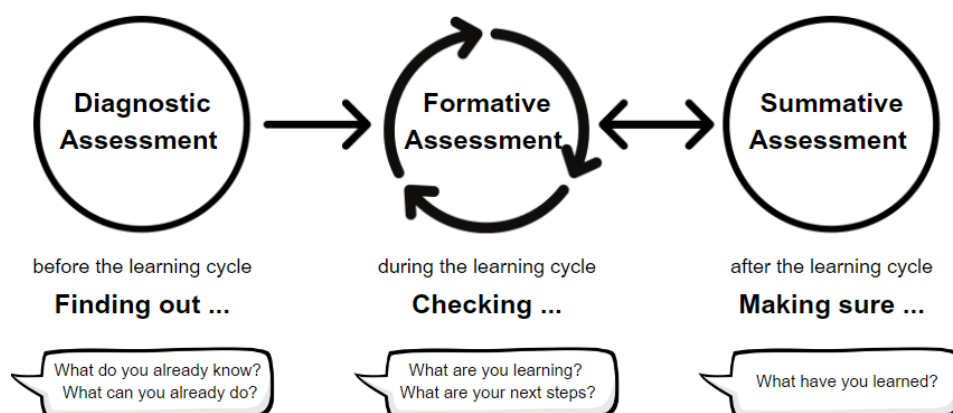 Diagnostic
Assessment
Formative
Assessment
Summative
Assessment
before the learning cycle
during the learning cycle
after the learning cycle
Finding out ...
Checking ...
Making sure ...
What do you already know?
What can you already do?
What are you learning?
What are your next steps?
What have you learned?